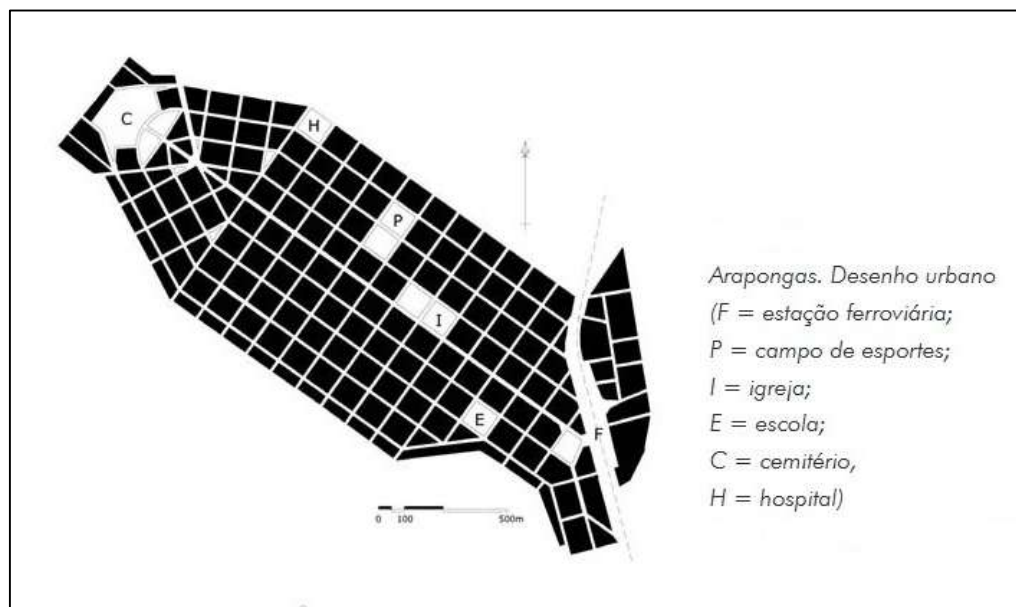 C
H
P
I
E
F
0 100 500m
Arapongas. Desenho urbano
(F = estação ferroviária;
P = campo de esportes;
I = igreja;
E = escola;
C = cemitério,
H = hospital)